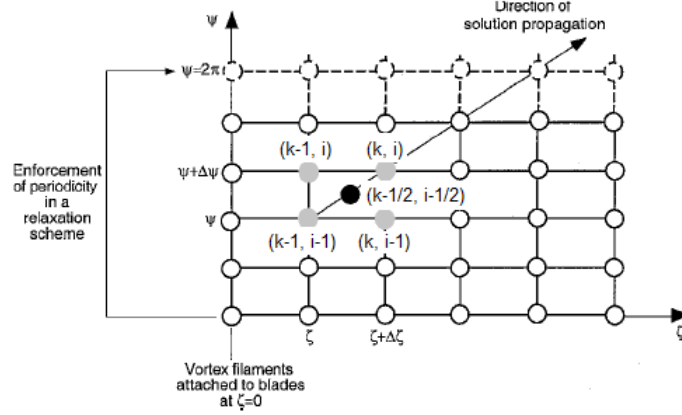 ψ
Direction of
solution propagation
ψ=2π
(k-1, i)
(k, i)
Enforcement
of periodicity
in a
relaxation
scheme
ψ+Δψ
(k-1/2, i-1/2)
ψ
(k-1, i-1)
(k, i-1)
ζ
ζ+Δζ
ζ
Vortex filaments
attached to blades
at ζ=0